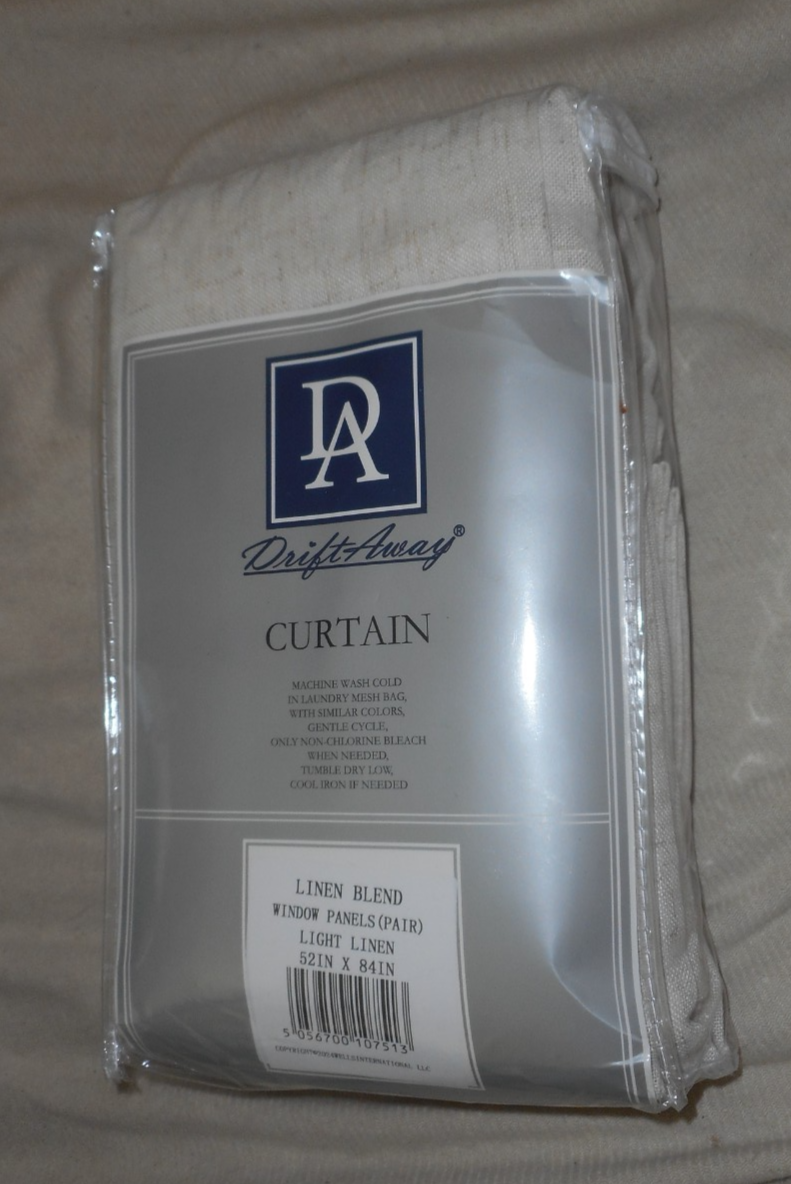 DA
Drift Away®
CURTAIN
MACHINE WASH COLD
IN LAUNDRY MESH BAG,
WITH SIMILAR COLORS,
GENTLE CYCLE,
ONLY NON-CHLORINE BLEACH
WHEN NEEDED,
TUMBLE DRY LOW,
COOL IRON IF NEEDED
LINEN BLEND
WINDOW PANELS(PAIR)
LIGHT LINEN
52IN X 84IN
5 056700 107513
LLC